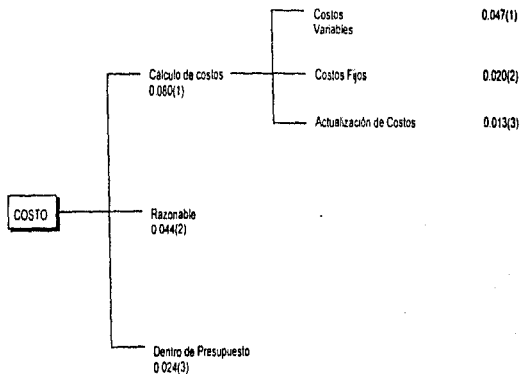 Costos 0.047(1)
Variables
Cálculo de costos Costos Fijos 0.020(2)
0.080(1)
Actualización de Costos 0.013(3)
COSTO Razonable
0.044(2)
Dentro de Presupuesto
0.024(3)